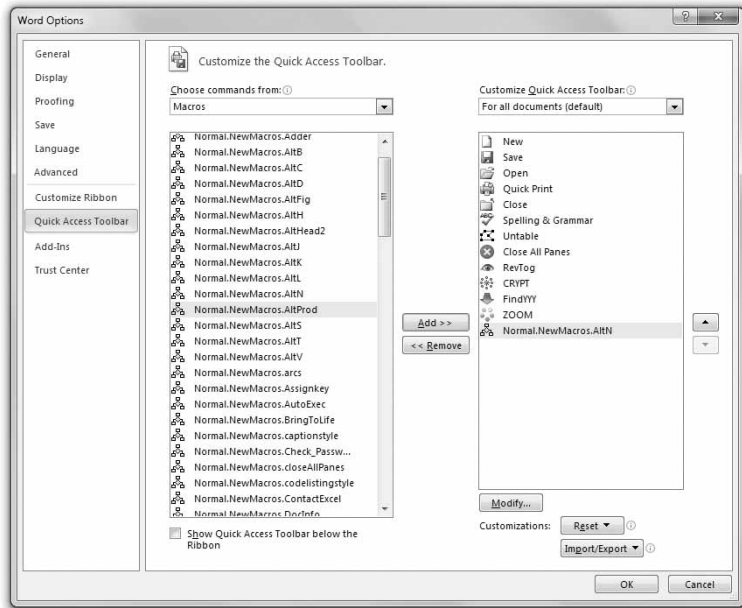 Word Options
General
Display
Proofing
Save
Language
Advanced
Customize Ribbon
Quick Access Toolbar
Add-Ins
Trust Center
Customize the Quick Access Toolbar.
Choose commands from:
Macros
Normal.NewMacros.Adder
Normal.NewMacros.AltB
Normal.NewMacros.AltC
Normal.NewMacros.AltD
Normal.NewMacros.AltFig
Normal.NewMacros.AltH
Normal.NewMacros.AltHead2
Normal.NewMacros.AltJ
Normal.NewMacros.AltK
Normal.NewMacros.AltL
Normal.NewMacros.AltN
Normal.NewMacros.AltProd
Normal.NewMacros.AltS
Normal.NewMacros.AltT
Normal.NewMacros.AltV
Normal.NewMacros.arcs
Normal.NewMacros.Assignkey
Normal.NewMacros.AutoExec
Normal.NewMacros.BringToLife
Normal.NewMacros.captionstyle
Normal.NewMacros.Check_Passw...
Normal.NewMacros.closeAllPanes
Normal.NewMacros.codelistingstyle
Normal.NewMacros.ContactExcel
Normal.NewMacros.DocInfo
Show Quick Access Toolbar below the
Ribbon
Add >>
<< Remove
Customize Quick Access Toolbar:
For all documents (default)
New
Save
Open
Quick Print
Close
Spelling & Grammar
Untable
Close All Panes
RevTog
CRYPT
FindYYY
ZOOM
Normal.NewMacros.AltN
Modify...
Customizations:
Reset
Import/Export
OK
Cancel